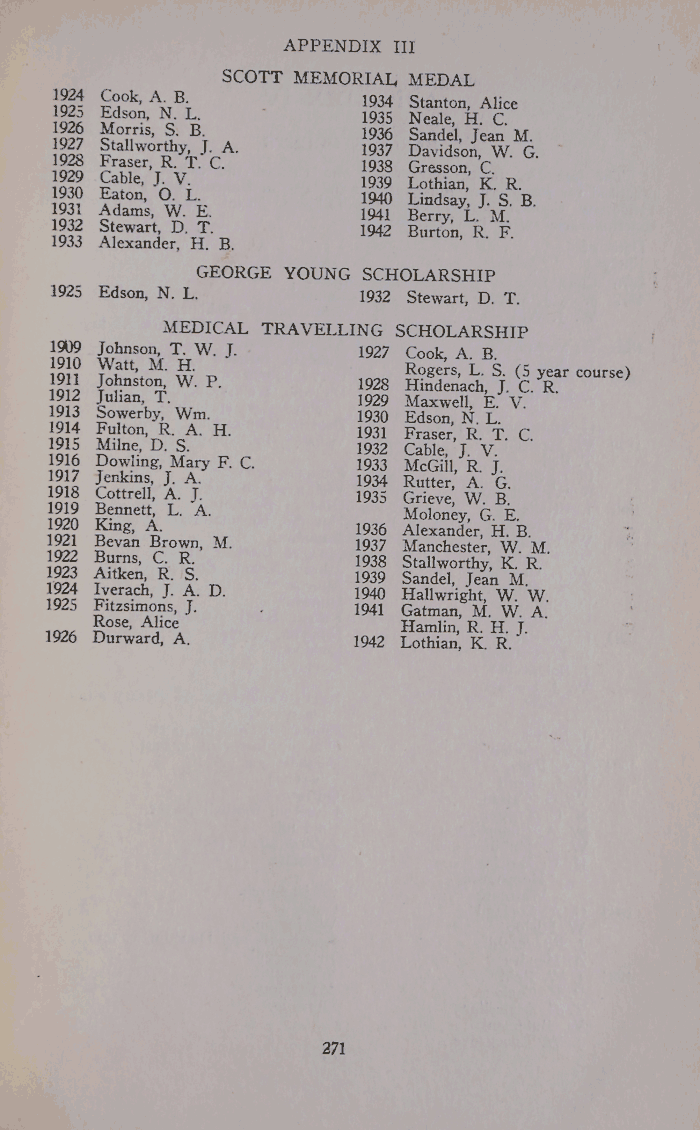 APPENDIX III
SCOTT MEMORIAL MEDAL
1924 Cook, A. B.
1925 Edson, N. L.
1926 Morris, S. B.
1927 Stallworthy, J. A.
1928 Fraser, R. T. C.
1929 Cable, J. V.
1930 Eaton, O. L.
1931 Adams, W. E.
1932 Stewart, D. T.
1933 Alexander, H. B.
1934 Stanton, Alice
1935 Neale, H. C.
1936 Sandel, Jean M.
1937 Davidson, W. G.
1938 Gresson, C.
1939 Lothian, K. R.
1940 Lindsay, J. S. B.
1941 Berry, L. M.
1942 Burton, R. F.
GEORGE YOUNG SCHOLARSHIP
1925 Edson, N. L.
1932 Stewart, D. T.
MEDICAL TRAVELLING SCHOLARSHIP
1909 Johnson, T. W. J.
1910 Watt, M. H.
1911 Johnston, W. P.
1912 Julian, T.
1913 Sowerby, Wm.
1914 Fulton, R. A. H.
1915 Milne, D. S.
1916 Dowling, Mary F. C.
1917 Jenkins, J. A.
1918 Cottrell, A. J.
1919 Bennett, L. A.
1920 King, A.
1921 Bevan Brown, M.
1922 Burns, C. R.
1923 Aitken, R. S.
1924 Iverach, J. A. D.
1925 Fitzsimons, J.
Rose, Alice
1926 Durward, A.
1927 Cook, A. B.
Rogers, L. S. (5 year course)
1928 Hindenach, J. C. R.
1929 Maxwell, E. V.
1930 Edson, N. L.
1931 Fraser, R. T. C.
1932 Cable, J. V.
1933 McGill, R. J.
1934 Rutter, A. G.
1935 Grieve, W. B.
Moloney, G. E.
1936 Alexander, H. B.
1937 Manchester, W. M.
1938 Stallworthy, K. R.
1939 Sandel, Jean M.
1940 Hallwright, W. W.
1941 Gatman, M. W. A.
Hamlin, R. H. J.
1942 Lothian, K. R.
271